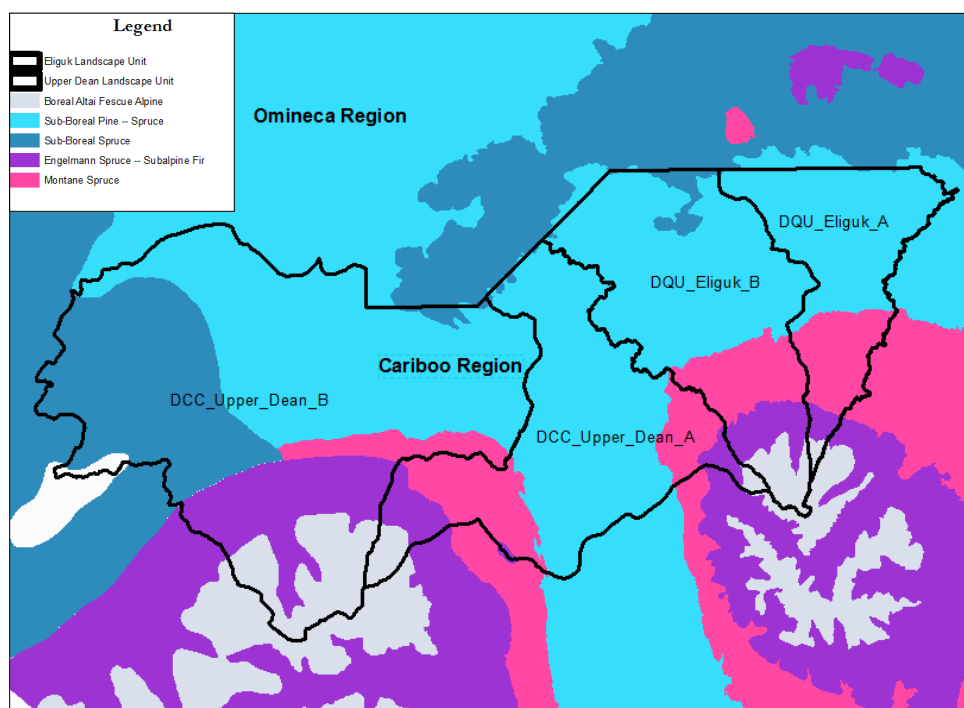 Legend
Eliguk Landscape Unit
Upper Dean Landscape Unit
Boreal Altai Fescue Alpine
Sub-Boreal Pine -- Spruce
Sub-Boreal Spruce
Engelmann Spruce -- Subalpine Fir
Montane Spruce
Omineca Region
DQU_Eliguk_A
DQU_Eliguk_B
Cariboo Region
DCC_Upper_Dean_B
DCC_Upper_Dean_A